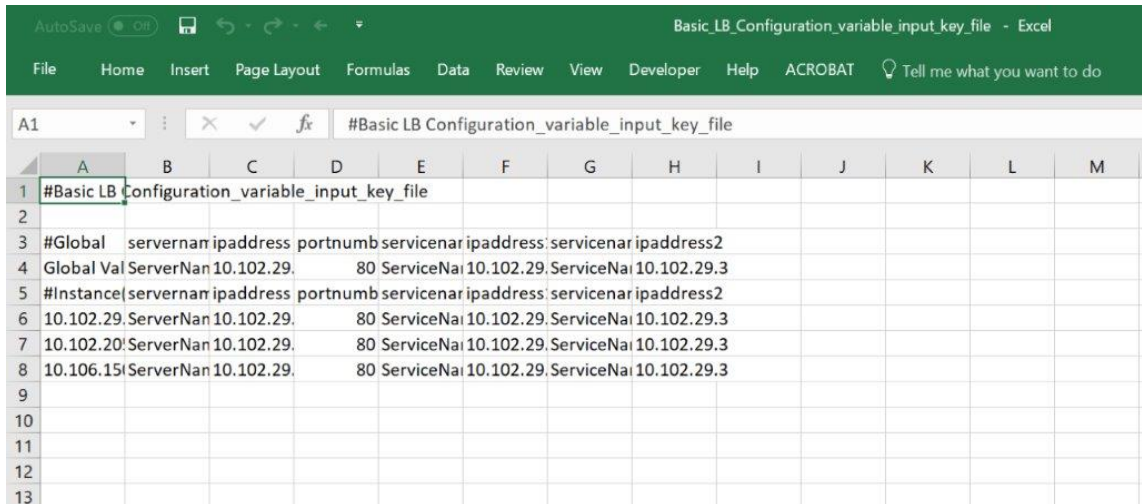 AutoSave Off Basic_LB_Configuration_variable_input_key_file - Excel
File Home Insert Page Layout Formulas Data Review View Developer Help ACROBAT Tell me what you want to do
A1 fx #Basic LB Configuration_variable_input_key_file
A B C D E F G H I J K L M
1 #Basic LB Configuration_variable_input_key_file
2
3 #Global servernam ipaddress portnumb servicenar ipaddress servicenar ipaddress2
4 Global Val ServerNan 10.102.29. 80 ServiceNa 10.102.29. ServiceNa 10.102.29.3
5 #Instance( servernam ipaddress portnumb servicenar ipaddress servicenar ipaddress2
6 10.102.29. ServerNan 10.102.29. 80 ServiceNa 10.102.29. ServiceNa 10.102.29.3
7 10.102.20 ServerNan 10.102.29. 80 ServiceNa 10.102.29. ServiceNa 10.102.29.3
8 10.106.15 ServerNan 10.102.29. 80 ServiceNa 10.102.29. ServiceNa 10.102.29.3
9
10
11
12
13